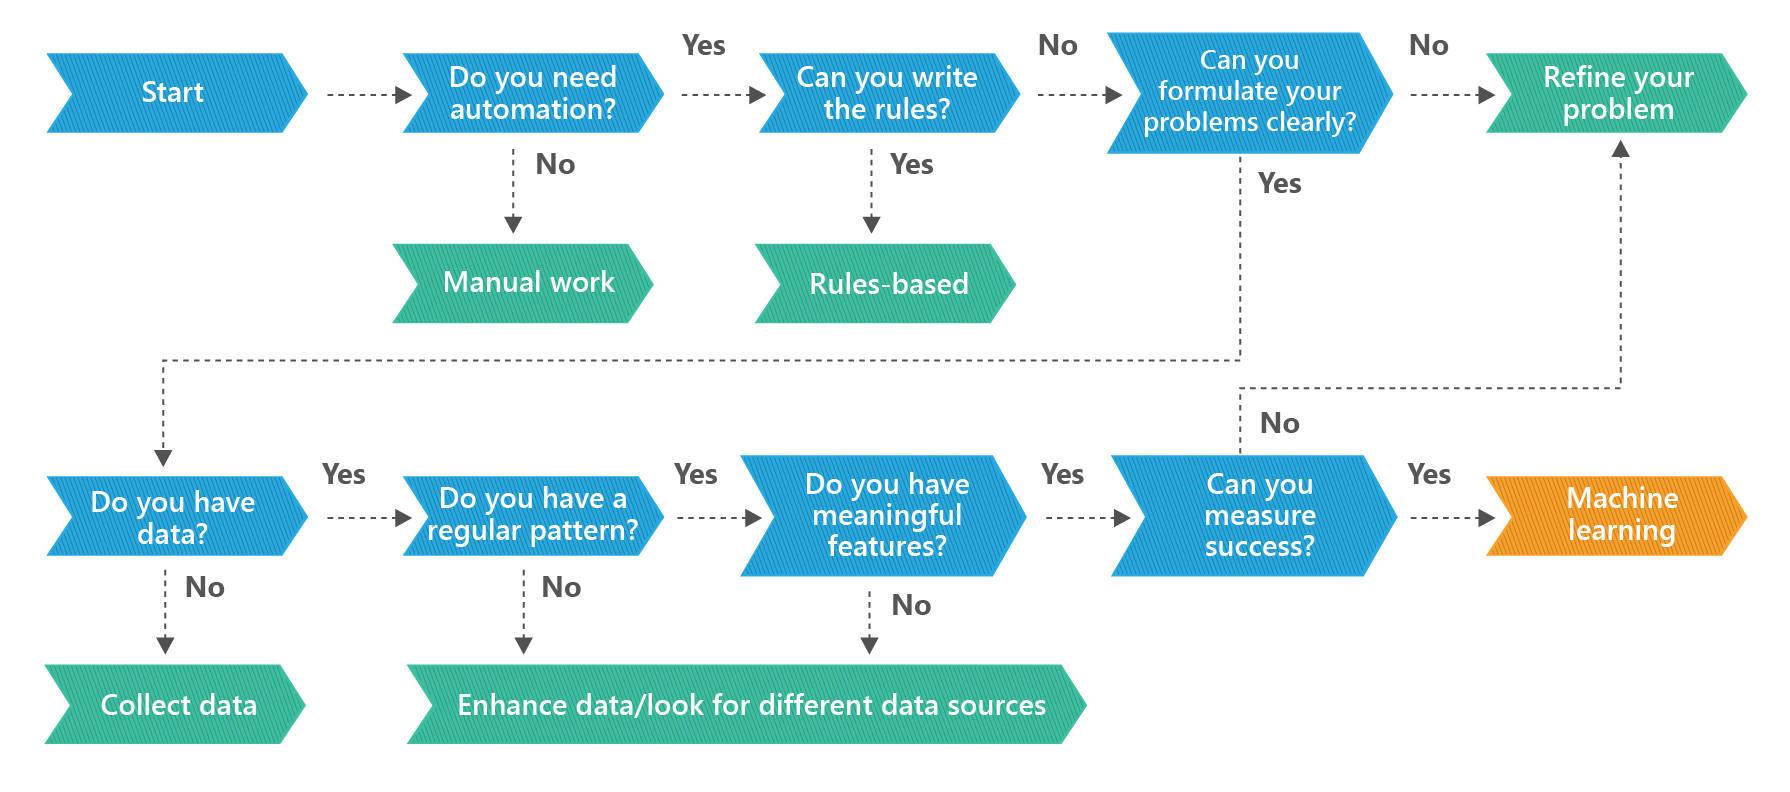 Start
Do you need
automation?
Yes
Can you write
the rules?
No
Can you
formulate your
problems clearly?
No
Refine your
problem
No
Yes
Yes
Manual work
Rules-based
No
Do you have
data?
Yes
Do you have a
regular pattern?
Yes
Do you have
meaningful
features?
Yes
Can you
measure
success?
Yes
Machine
learning
No
No
No
Collect data
Enhance data/look for different data sources